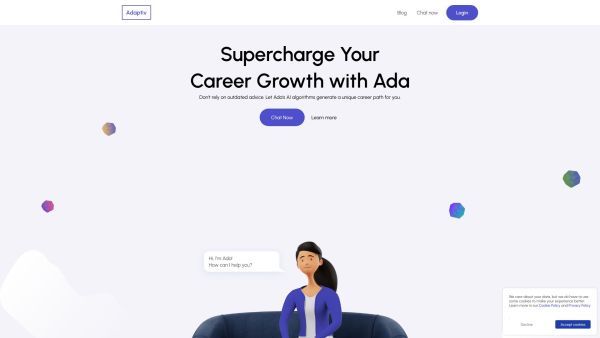 Adaptiv
Blog
Chat now
Login
Supercharge Your
Career Growth with Ada
Don't rely on outdated advice. Let Ada's AI algorithms generate a unique career path for you.
Chat Now
Learn more
Hi, I'm Ada!
How can I help you?
We care about your data, but we do have to use
some cookies to make your experience better.
Learn more in our Cookie Policy and Privacy Policy
Decline
Accept cookies